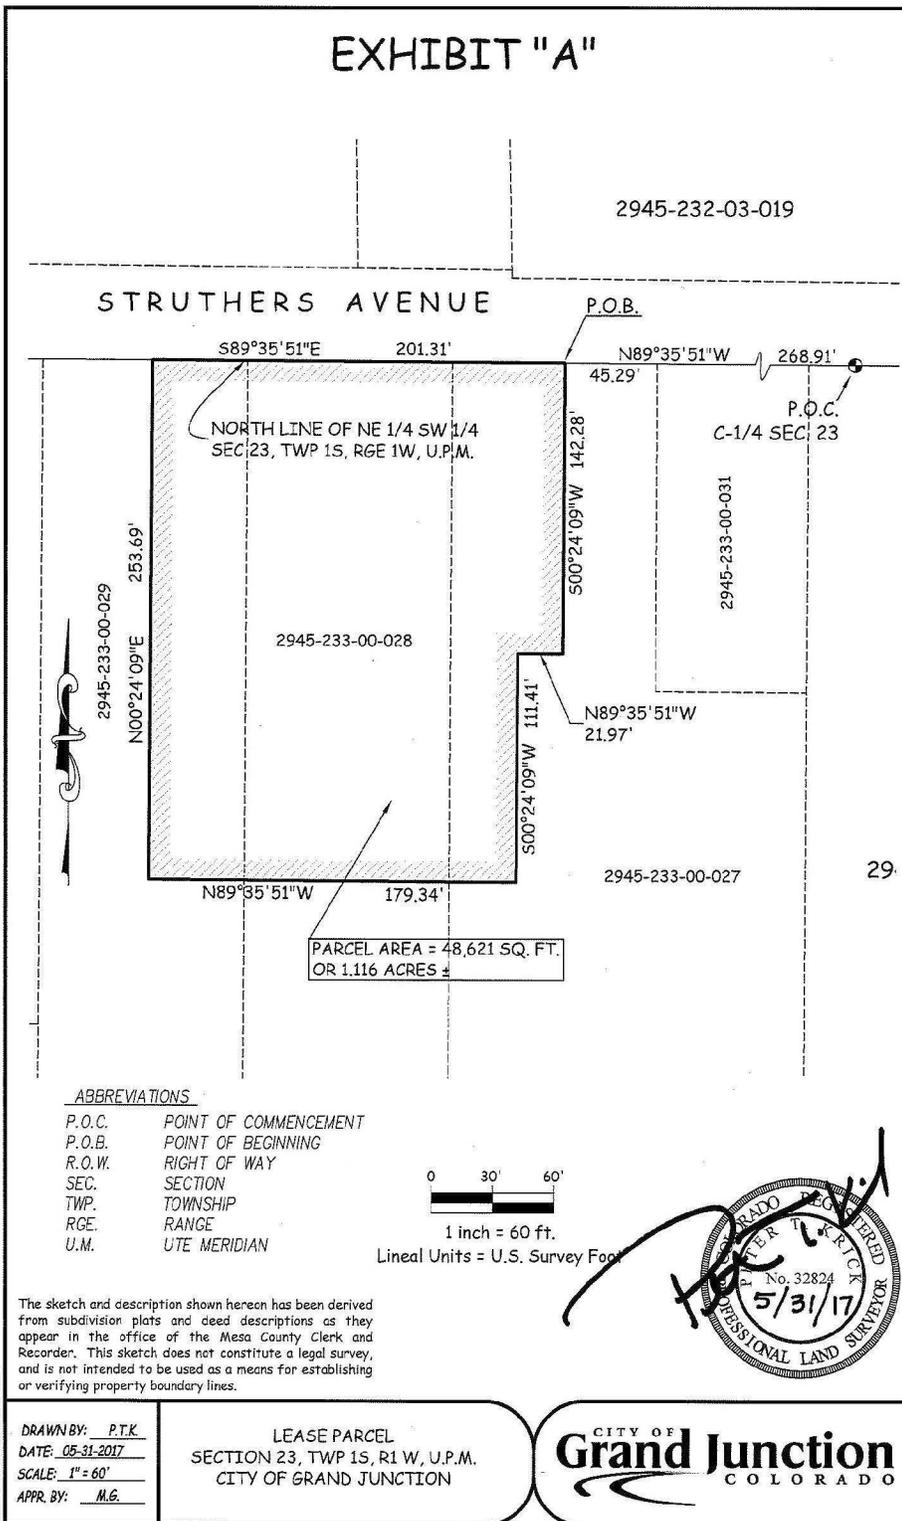 EXHIBIT "A"
2945-232-03-019
STRUTHERS AVENUE
P.O.B.
S89°35'51"E 201.31'
N89°35'51"W 268.91'
45.29'
P.O.C.
C-1/4 SEC. 23
NORTH LINE OF NE 1/4 SW 1/4
SEC 23, TWP 1S, RGE 1W, U.P.M.
S00°24'09"W 142.28'
2945-233-00-031
N00°24'09"E 253.69'
2945-233-00-029
2945-233-00-028
N89°35'51"W
21.97'
S00°24'09"W 111.41'
2945-233-00-027
29
N89°35'51"W 179.34'
PARCEL AREA = 48,621 SQ. FT.
OR 1.116 ACRES ±
ABBREVIATIONS
P.O.C. POINT OF COMMENCEMENT
P.O.B. POINT OF BEGINNING
R.O.W. RIGHT OF WAY
SEC. SECTION
TWP. TOWNSHIP
RGE. RANGE
U.M. UTE MERIDIAN
0 30' 60'
1 inch = 60 ft.
Lineal Units = U.S. Survey Foot
COLORADO REGISTERED
PETER T. KRICK
No. 32824
5/31/17
PROFESSIONAL LAND SURVEYOR
The sketch and description shown hereon has been derived
from subdivision plats and deed descriptions as they
appear in the office of the Mesa County Clerk and
Recorder. This sketch does not constitute a legal survey,
and is not intended to be used as a means for establishing
or verifying property boundary lines.
DRAWN BY: P.T.K.
DATE: 05-31-2017
SCALE: 1" = 60'
APPR. BY: M.G.
LEASE PARCEL
SECTION 23, TWP 1S, R1 W, U.P.M.
CITY OF GRAND JUNCTION
CITY OF
Grand Junction
COLORADO